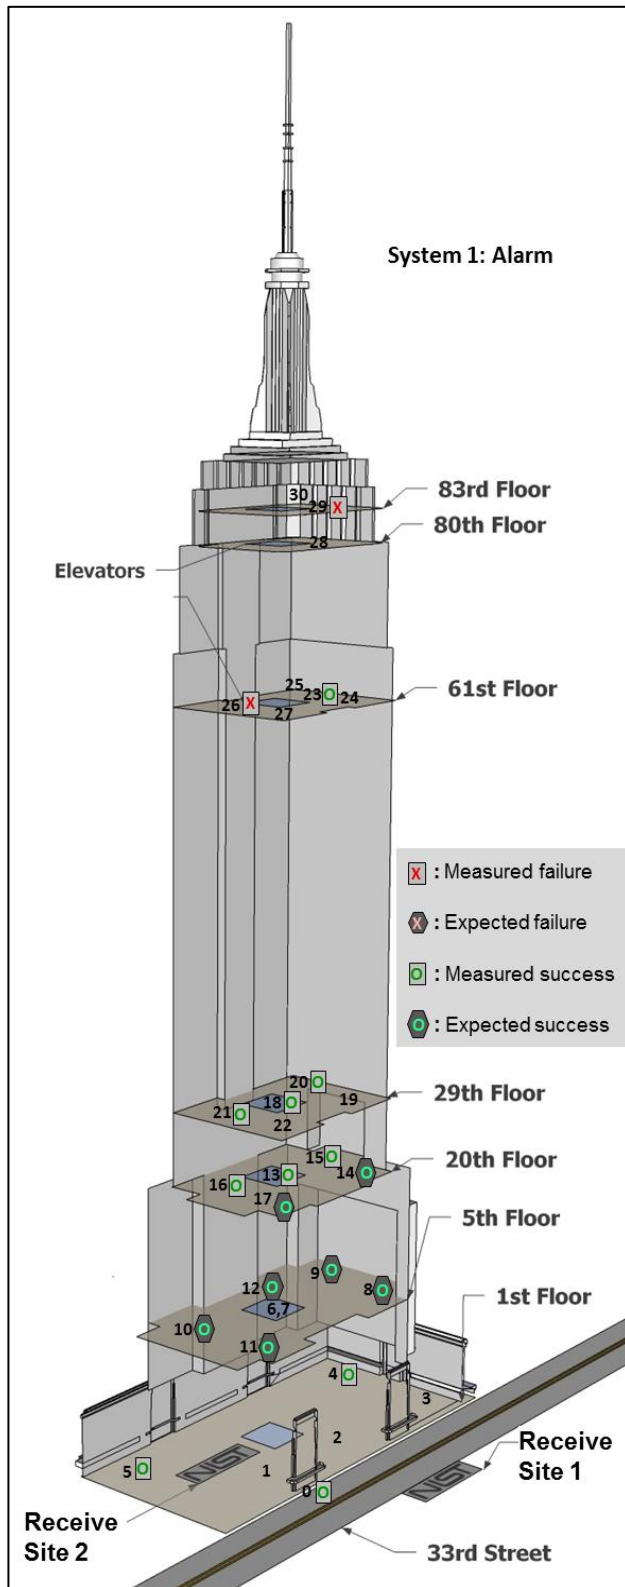 System 1: Alarm
30
29 X
83rd Floor
28
80th Floor
Elevators
25
23 O 24
61st Floor
26 X
27
X : Measured failure
X : Expected failure
O : Measured success
O : Expected success
20 O
18 O 19
29th Floor
21 O
22
15 O
13 O 14 O
20th Floor
16 O
17 O
5th Floor
9 O
12 O 8 O
6,7
1st Floor
10 O
11 O
4 O
3
2
5 O
1
NIST
NIST
0 O
Receive
Site 1
Receive
Site 2
33rd Street